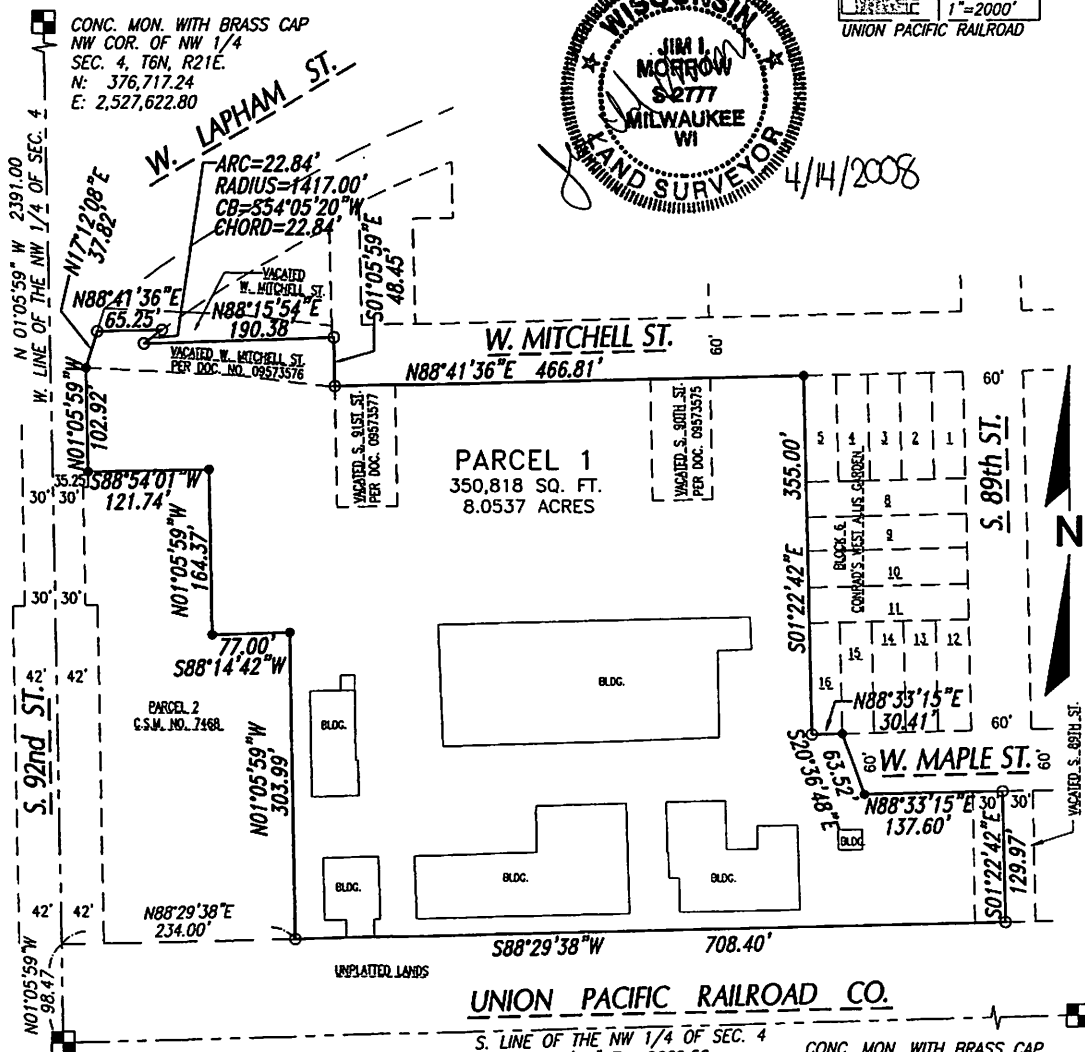 CONC. MON. WITH BRASS CAP
NW COR. OF NW 1/4
SEC. 4, T6N, R21E.
N: 376,717.24
E: 2,527,622.80
WISCONSIN
JIM I.
MORROW
S-2777
MILWAUKEE
WI
LAND SURVEYOR
4/14/2008
1"=2000'
UNION PACIFIC RAILROAD
W. LAPHAM ST.
ARC=22.84'
RADIUS=1417.00'
CB=S54°05'20"W
CHORD=22.84'
N 01°05'59" W 2391.00
W. LINE OF THE NW 1/4 OF SEC. 4
N17°12'08"E
37.82'
N88°41'36"E
65.25'
VACATED
W. MITCHELL ST.
N88°15'54"E
190.38'
S01°05'59"E
48.45'
VACATED W. MITCHELL ST.
PER DOC. NO. 09573576
W. MITCHELL ST.
60'
N88°41'36"E 466.81'
N01°05'59"W
102.92'
35.25
30' 30'
S88°54'01"W
121.74'
VACATED S. 91ST ST.
PER DOC. 09573577
PARCEL 1
350,818 SQ. FT.
8.0537 ACRES
VACATED S. 90TH ST.
PER DOC. 09573575
355.00'
S01°22'42"E
5
4
3
2
1
8
9
10
11
BLOCK 6
CONRAD'S WEST ALLIS GARDEN
16
15
14
13
12
60'
S. 89th ST.
60'
N
N01°05'59"W
164.37'
30' 30'
77.00'
S88°14'42"W
42' 42'
S. 92nd ST.
PARCEL 2
C.S.M. NO. 7468
N01°05'59"W
303.99'
BLDG.
BLDG.
N88°33'15"E
30.41'
S20°36'48"E
63.52'
60'
W. MAPLE ST.
60'
VACATED S. 89TH ST.
N88°33'15"E
137.60'
30' 30'
S01°22'42"E
129.97'
BLDG.
BLDG.
BLDG.
BLDG.
42' 42'
N88°29'38"E
234.00'
S88°29'38"W 708.40'
N01°05'59"W
98.47
UNPLATTED LANDS
UNION PACIFIC RAILROAD CO.
S. LINE OF THE NW 1/4 OF SEC. 4
CONC. MON. WITH BRASS CAP